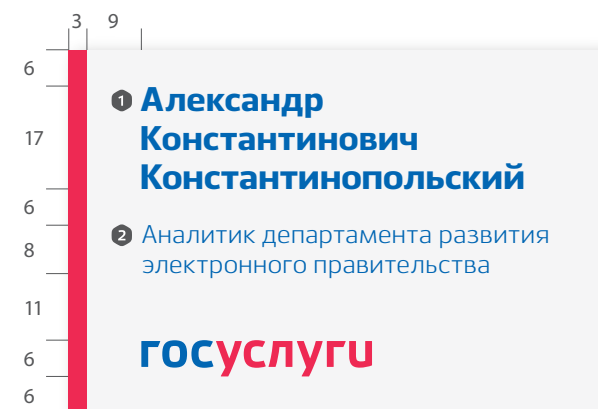 3 9
6
1 Александр
17 Константинович
Константинопольский
6
2 Аналитик департамента развития
8
электронного правительства
11
6 госуслуги
6